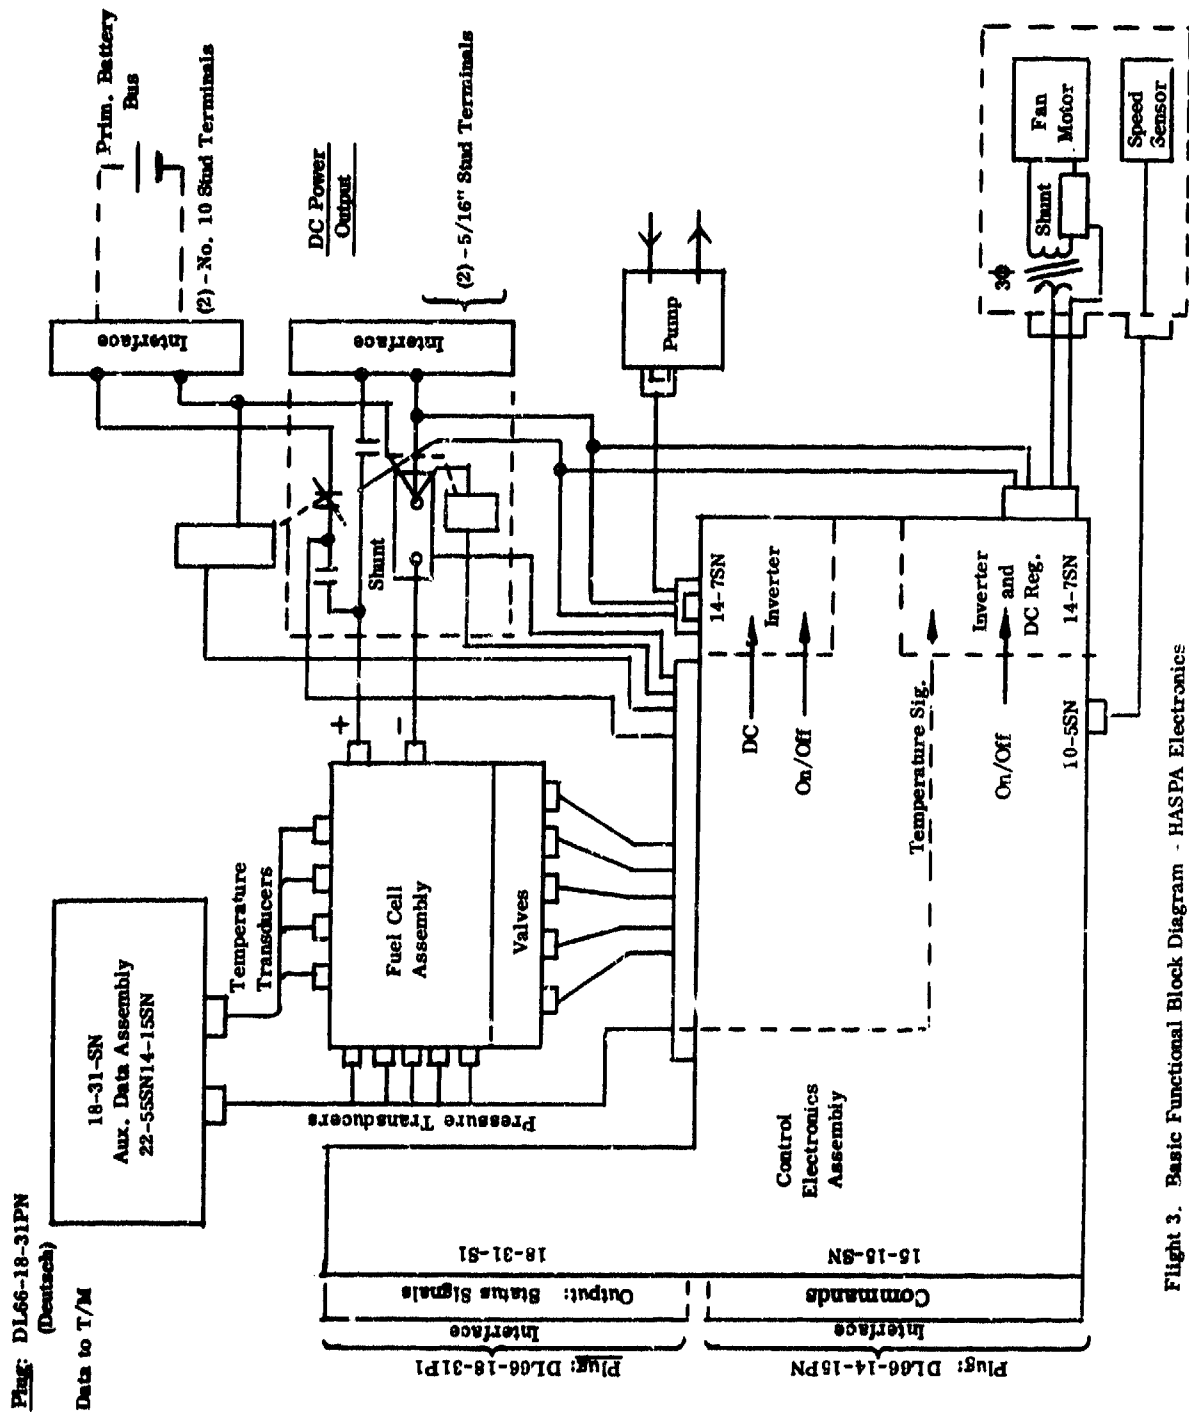 Plug: DL66-18-31PN
(Deutsch)
Data to T/M
18-31-SN
Aux. Data Assembly
22-55SN14-15SN
Temperature
Transducers
Pressure Transducers
Fuel Cell
Assembly
Valves
+
-
Shunt
Interface
Prim. Battery
Bus
(2)-No. 10 Stud Terminals
DC Power
Output
Interface
(2)-5/16" Stud Terminals
Pump
Plug: DL66-18-31P1
Interface
Output: Status Signals
18-31-S1
Plug: DL66-14-15PN
Interface
Commands
15-15-SN
Control
Electronics
Assembly
14-7SN
Inverter
DC
On/Off
Temperature Sig.
Inverter
and
DC Reg.
14-7SN
On/Off
10-5SN
3Φ
Shunt
Fan
Motor
Speed
Sensor
Flight 3. Basic Functional Block Diagram - HASPA Electronics